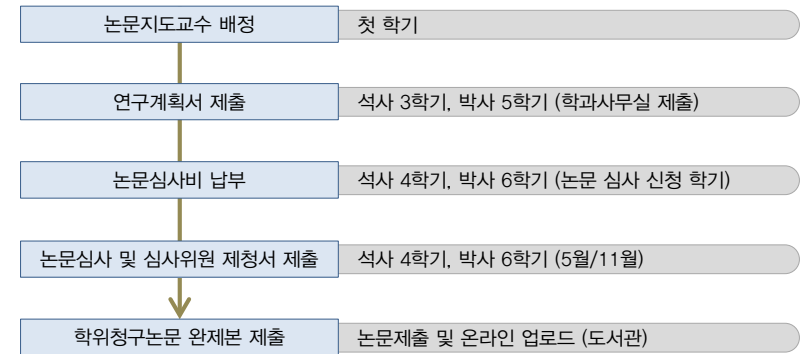 논문지도교수 배정
첫 학기
연구계획서 제출
석사 3학기, 박사 5학기 (학과사무실 제출)
논문심사비 납부
석사 4학기, 박사 6학기 (논문 심사 신청 학기)
논문심사 및 심사위원 제청서 제출
석사 4학기, 박사 6학기 (5월/11월)
학위청구논문 완제본 제출
논문제출 및 온라인 업로드 (도서관)